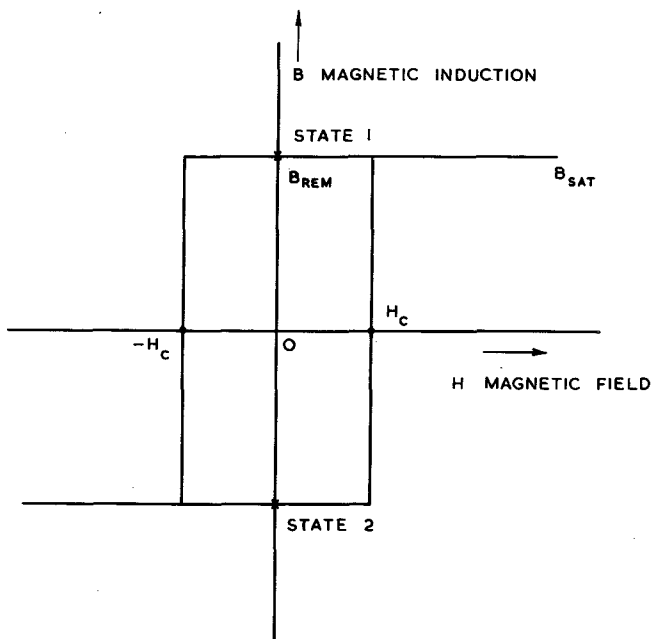 B MAGNETIC INDUCTION
STATE 1
B_REM
B_SAT
H_C
-H_C
O
H MAGNETIC FIELD
STATE 2